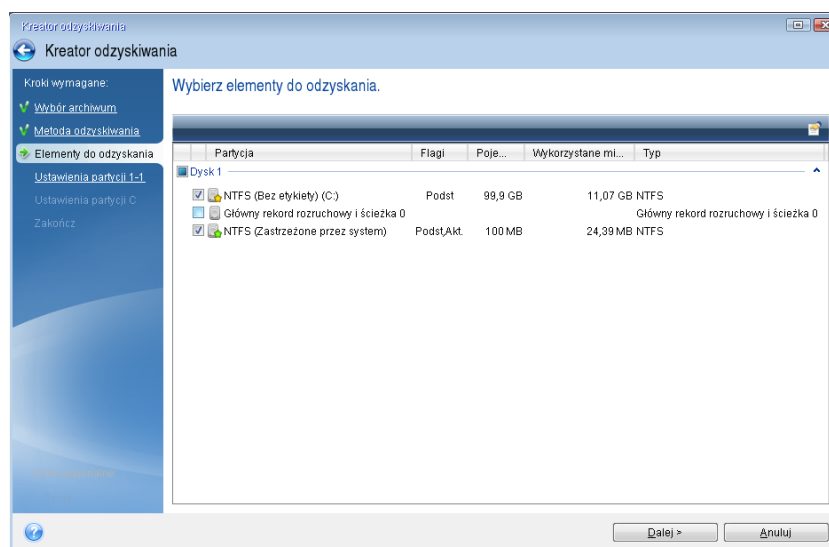 Kreator odzyskiwania
Kreator odzyskiwania
Kroki wymagane:
Wybór archiwum
Metoda odzyskiwania
Elementy do odzyskania
Ustawienia partycji 1-1
Ustawienia partycji C
Zakończ
Wybierz elementy do odzyskania.
Partycja Flagi Poje... Wykorzystane mi... Typ
Dysk 1
NTFS (Bez etykiety) (C:) Podst 99,9 GB 11,07 GB NTFS
Główny rekord rozruchowy i ścieżka 0 Główny rekord rozruchowy i ścieżka 0
NTFS (Zastrzeżone przez system) Podst,Akt. 100 MB 24,39 MB NTFS
Dalej >
Anuluj